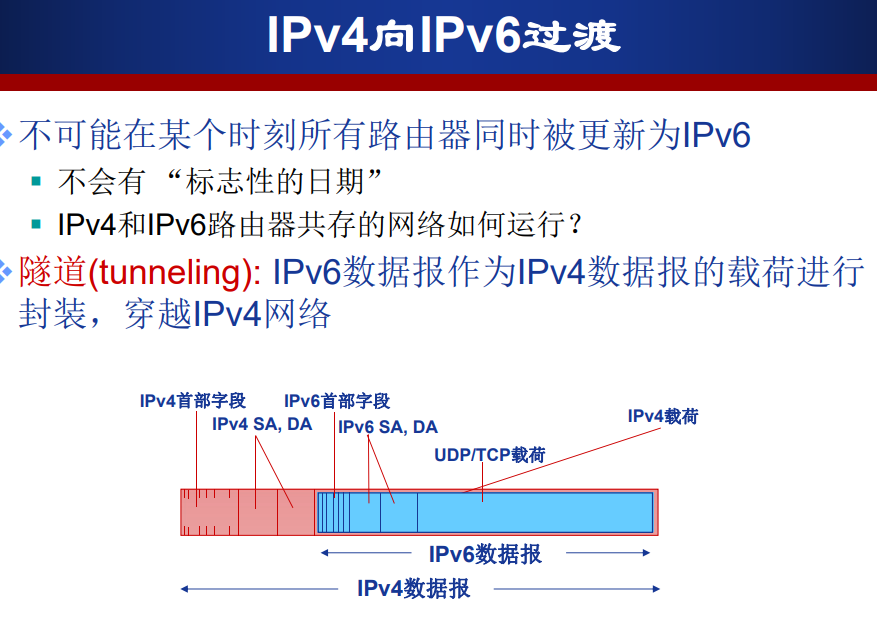 IPv4向IPv6过渡
不可能在某个时刻所有路由器同时被更新为IPv6
不会有 “标志性的日期”
IPv4和IPv6路由器共存的网络如何运行?
隧道(tunneling): IPv6数据报作为IPv4数据报的载荷进行
封装，穿越IPv4网络
IPv4首部字段
IPv6首部字段
IPv4 SA, DA
IPv6 SA, DA
IPv4载荷
UDP/TCP载荷
IPv6数据报
IPv4数据报